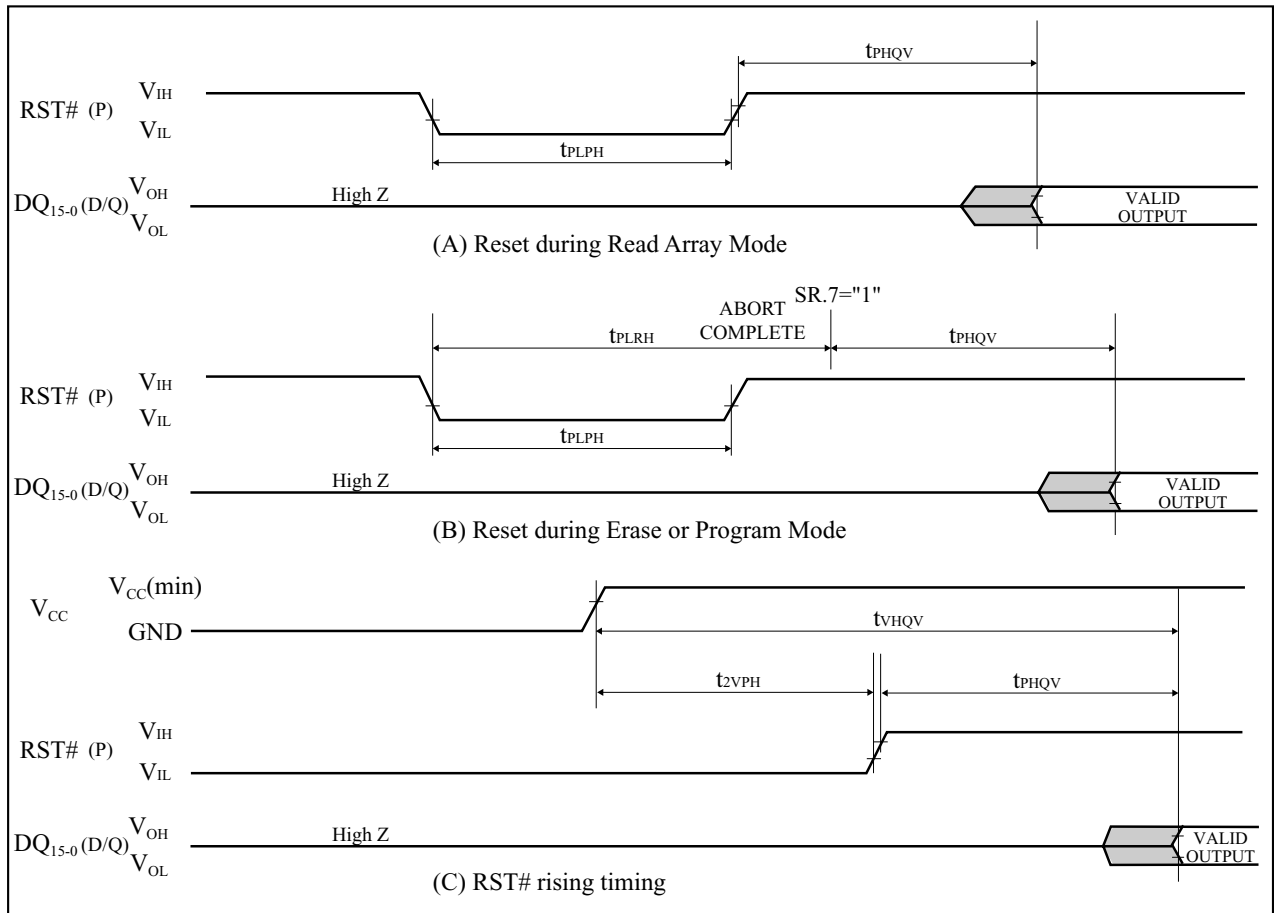 tPHQV
VIH
RST# (P)
VIL
tPLPH
VOH
High Z
DQ15-0 (D/Q)
VOL
VALID
OUTPUT
(A) Reset during Read Array Mode
SR.7="1"
ABORT
COMPLETE
tPLRH
tPHQV
VIH
RST# (P)
VIL
tPLPH
VOH
High Z
DQ15-0 (D/Q)
VOL
VALID
OUTPUT
(B) Reset during Erase or Program Mode
VCC(min)
VCC
GND
tVHQV
t2VPH
tPHQV
VIH
RST# (P)
VIL
VOH
High Z
DQ15-0 (D/Q)
VOL
VALID
OUTPUT
(C) RST# rising timing